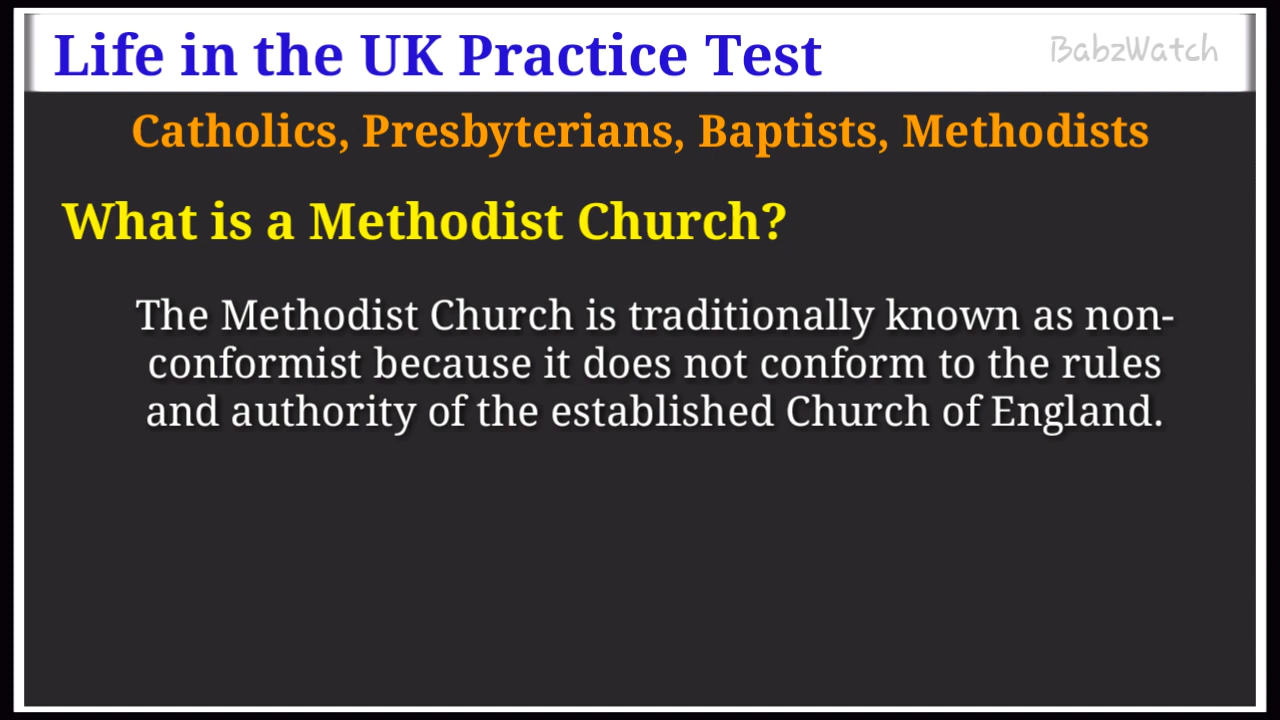 Life in the UK Practice Test
BabzWatch
Catholics, Presbyterians, Baptists, Methodists
What is a Methodist Church?
The Methodist Church is traditionally known as non-
conformist because it does not conform to the rules
and authority of the established Church of England.